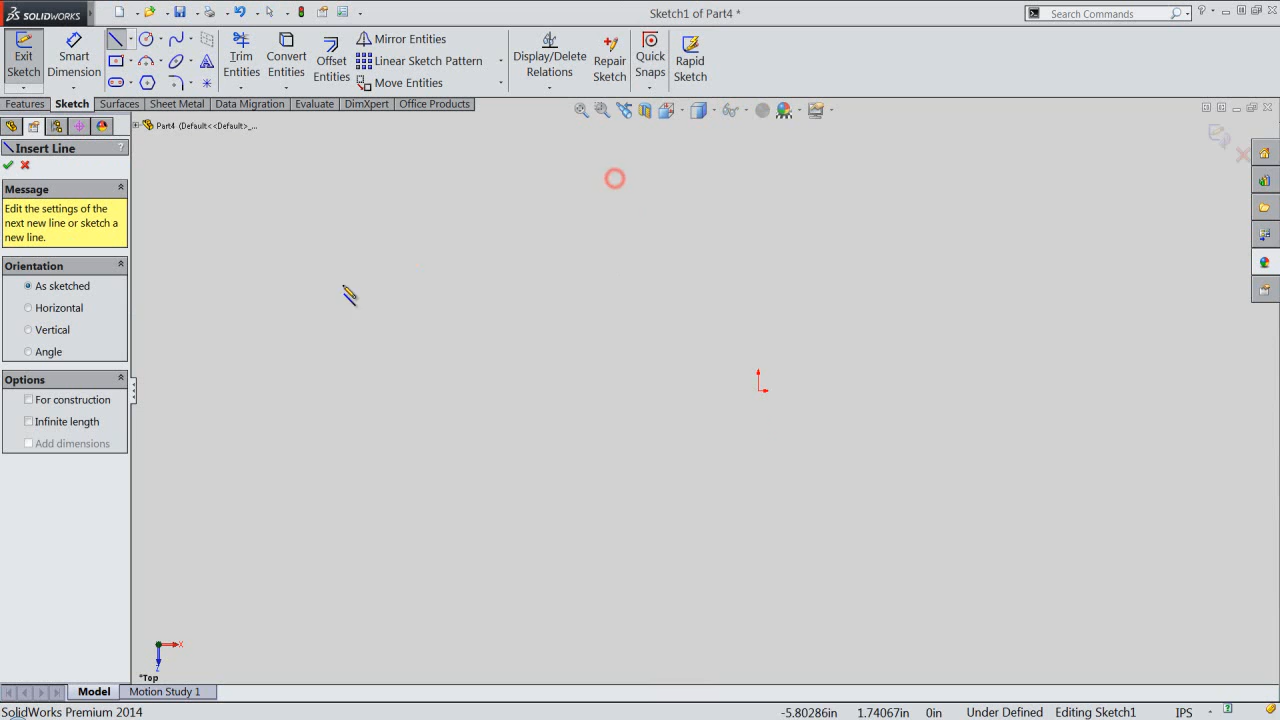 SOLIDWORKS
Sketch1 of Part4 *
Search Commands
Exit Sketch
Smart Dimension
Trim Entities
Convert Entities
Offset Entities
Mirror Entities
Linear Sketch Pattern
Move Entities
Display/Delete Relations
Repair Sketch
Quick Snaps
Rapid Sketch
Features Sketch Surfaces Sheet Metal Data Migration Evaluate DimXpert Office Products
Part4 (Default<<Default>_...
Insert Line ?
Message
Edit the settings of the
next new line or sketch a
new line.
Orientation
As sketched
Horizontal
Vertical
Angle
Options
For construction
Infinite length
Add dimensions
X
Z
*Top
Model Motion Study 1
SolidWorks Premium 2014 -5.80286in 1.74067in 0in Under Defined Editing Sketch1 IPS